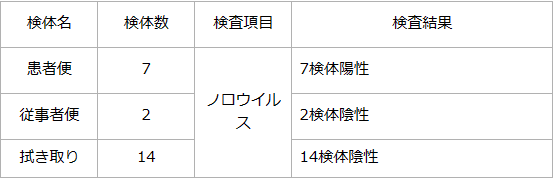 検体名 検体数 検査項目 検査結果
患者便 7 7検体陽性
ノロウイル
ス
従事者便 2 2検体陰性
拭き取り 14 14検体陰性